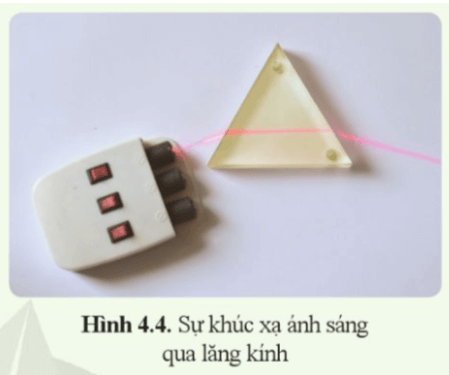 Hình 4.4. Sự khúc xạ ánh sáng
qua lăng kính